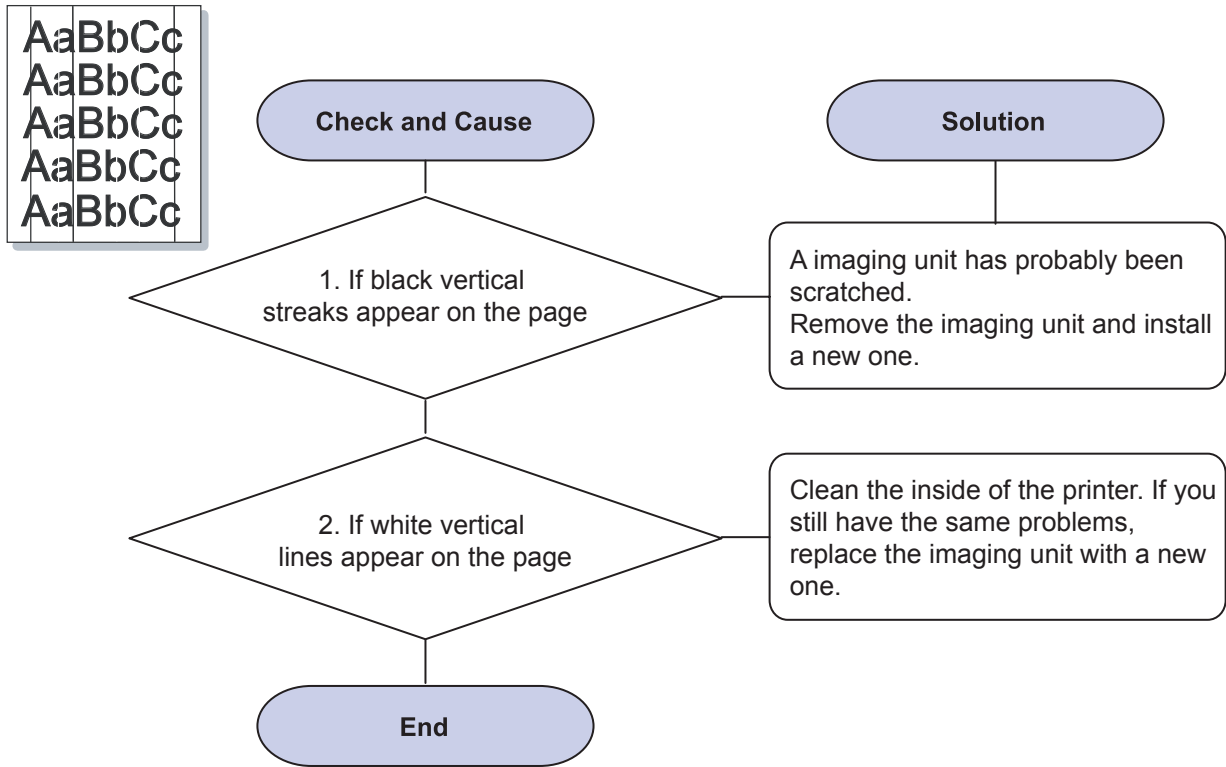 AaBbCc
AaBbCc
AaBbCc
AaBbCc
AaBbCc
Check and Cause
Solution
1. If black vertical
streaks appear on the page
A imaging unit has probably been
scratched.
Remove the imaging unit and install
a new one.
2. If white vertical
lines appear on the page
Clean the inside of the printer. If you
still have the same problems,
replace the imaging unit with a new
one.
End